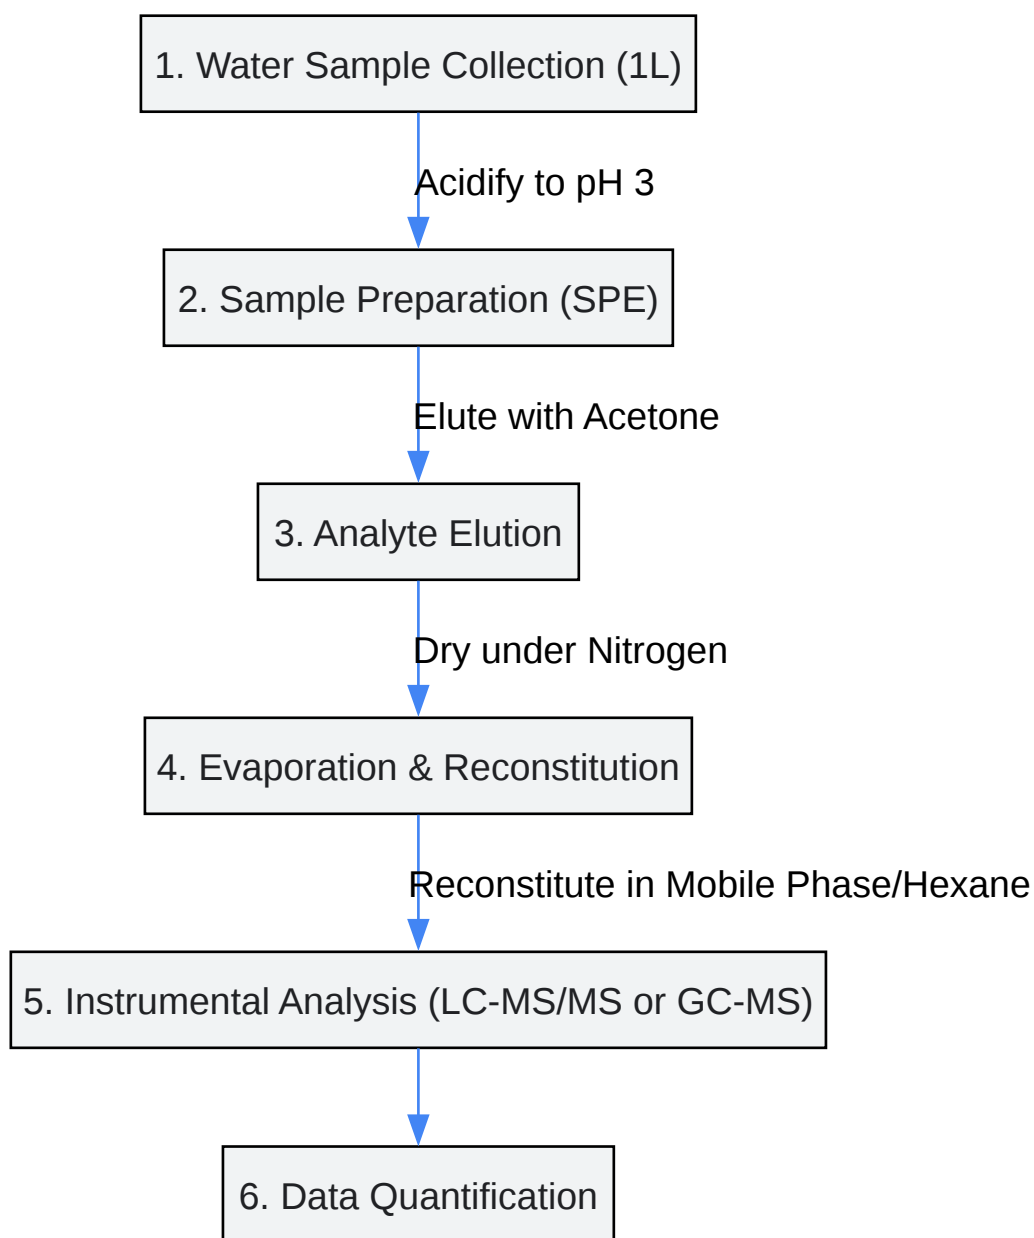 1. Water Sample Collection (1L)
Acidify to pH 3
2. Sample Preparation (SPE)
Elute with Acetone
3. Analyte Elution
Dry under Nitrogen
4. Evaporation & Reconstitution
Reconstitute in Mobile Phase/Hexane
5. Instrumental Analysis (LC-MS/MS or GC-MS)
6. Data Quantification